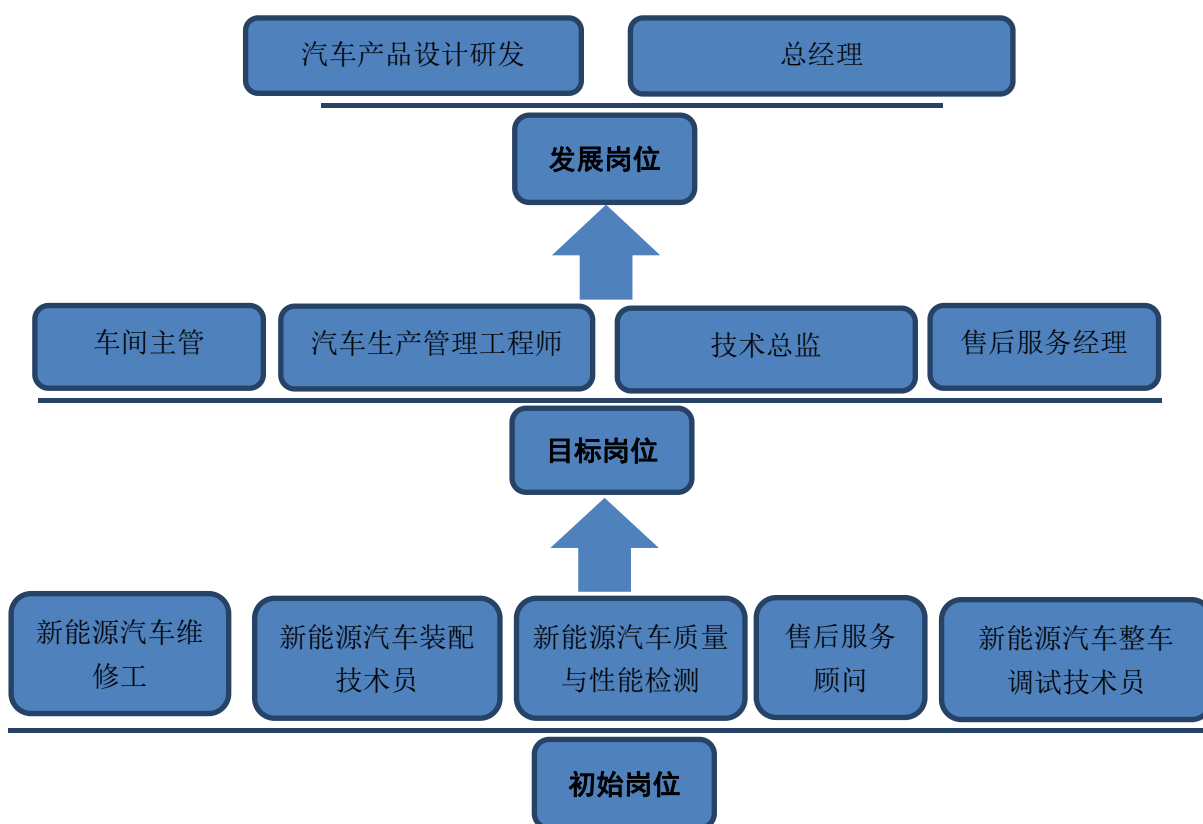 汽车产品设计研发
总经理
发展岗位
车间主管
汽车生产管理工程师
技术总监
售后服务经理
目标岗位
新能源汽车维
修工
新能源汽车装配
技术员
新能源汽车质量
与性能检测
售后服务
顾问
新能源汽车整车
调试技术员
初始岗位